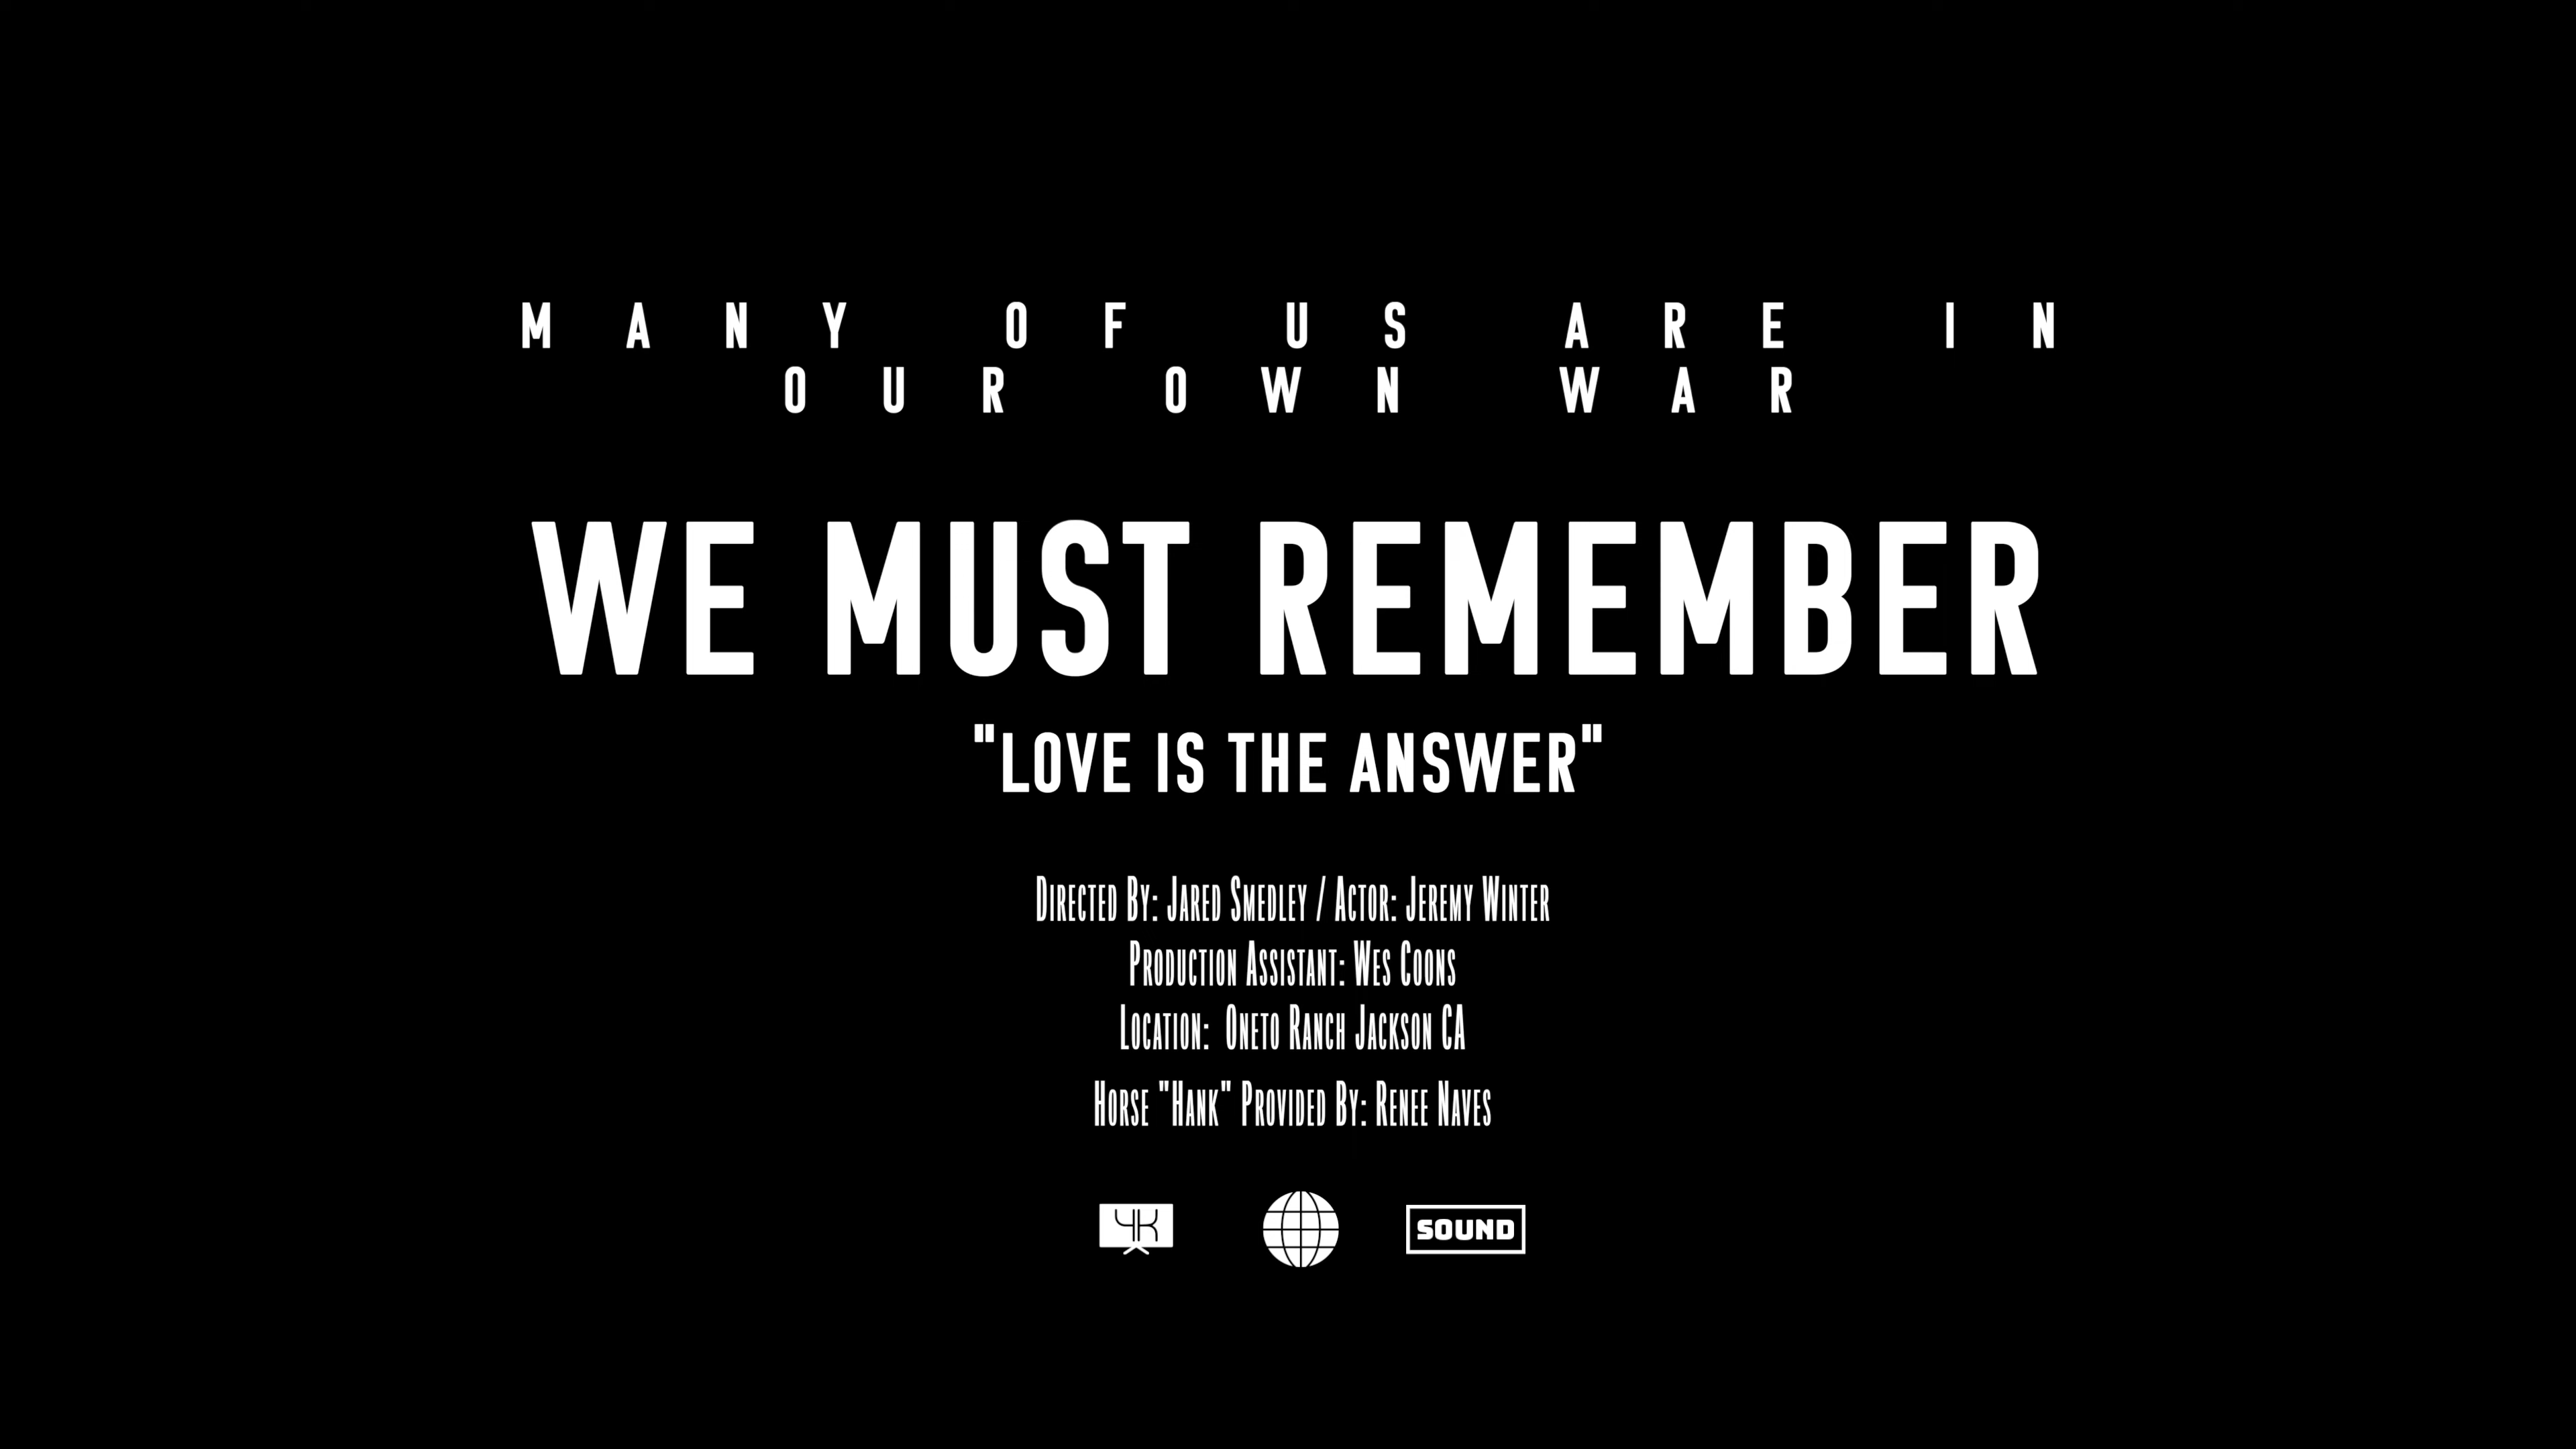 MANY OF US ARE IN
OUR OWN WAR
WE MUST REMEMBER
"LOVE IS THE ANSWER"
Directed By: Jared Smedley / Actor: Jeremy Winter
Production Assistant: Wes Coons
Location: Oneto Ranch Jackson CA
Horse "Hank" Provided By: Renee Naves
4K
SOUND